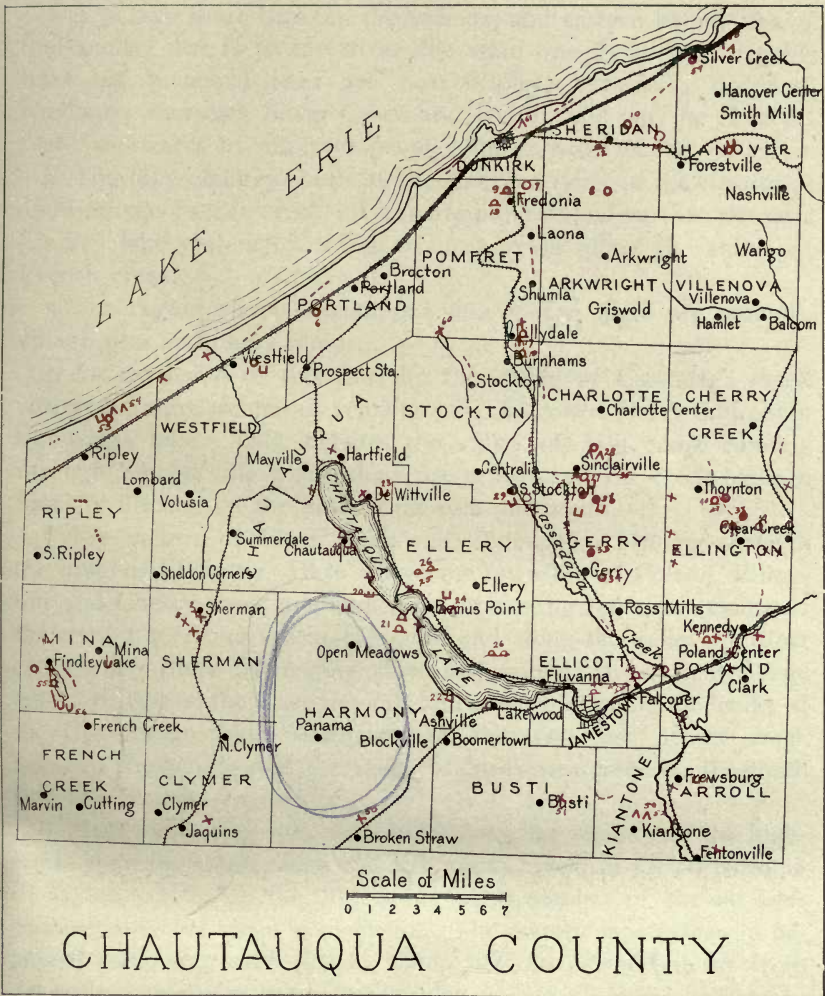 LAKE ERIE
Silver Creek
Hanover Center
Smith Mills
SHERIDAN
HANOVER
DUNKIRK
Forestville
Nashville
Fredonia
Laona
POMFRET
Arkwright
Wango
Brocton
Portland
PORTLAND
ARKWRIGHT
VILLENOVA
Shumla
Villenova
Griswold
Hamlet
Balcom
Lillydale
Westfield
Burnhams
Prospect Sta.
Stockton
CHARLOTTE
CHERRY
CREEK
STOCKTON
Charlotte Center
WESTFIELD
CHAUTAUQUA
Ripley
Mayville
Hartfield
Centralia
Sinclairville
Lombard
Volusia
De Wittville
S. Stockton
Thornton
RIPLEY
CHAUTAUQUA
LAKE
Cassadaga
Creek
Clear Creek
Summerdale
Chautauqua
ELLERY
GERRY
ELLINGTON
S. Ripley
Sheldon Corners
Ellery
Gerry
Sherman
Bemus Point
Ross Mills
Kennedy
MINA
Mina
Open Meadows
Poland Center
Findley Lake
SHERMAN
ELLICOTT
POLAND
Fluvanna
Clark
Falconer
HARMONY
Ashville
Lakewood
JAMESTOWN
French Creek
Panama
Blockville
Boomertown
N. Clymer
FRENCH
CREEK
CLYMER
BUSTI
KIANTONE
Frewsburg
CARROLL
Marvin
Cutting
Clymer
Busti
Jaquins
Broken Straw
Kiantone
Fentonville
Scale of Miles
0 1 2 3 4 5 6 7
CHAUTAUQUA COUNTY